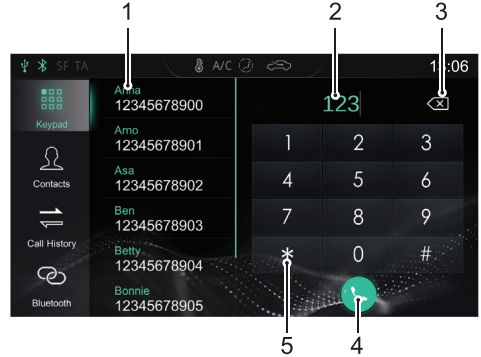 1 2 3
SF TA A/C 13:06
Keypad
Contacts
Call History
Bluetooth
Anna
12345678900
Arno
12345678901
Asa
12345678902
Ben
12345678903
Betty
12345678904
Bonnie
12345678905
123
1 2 3
4 5 6
7 8 9
* 0 #
5 4